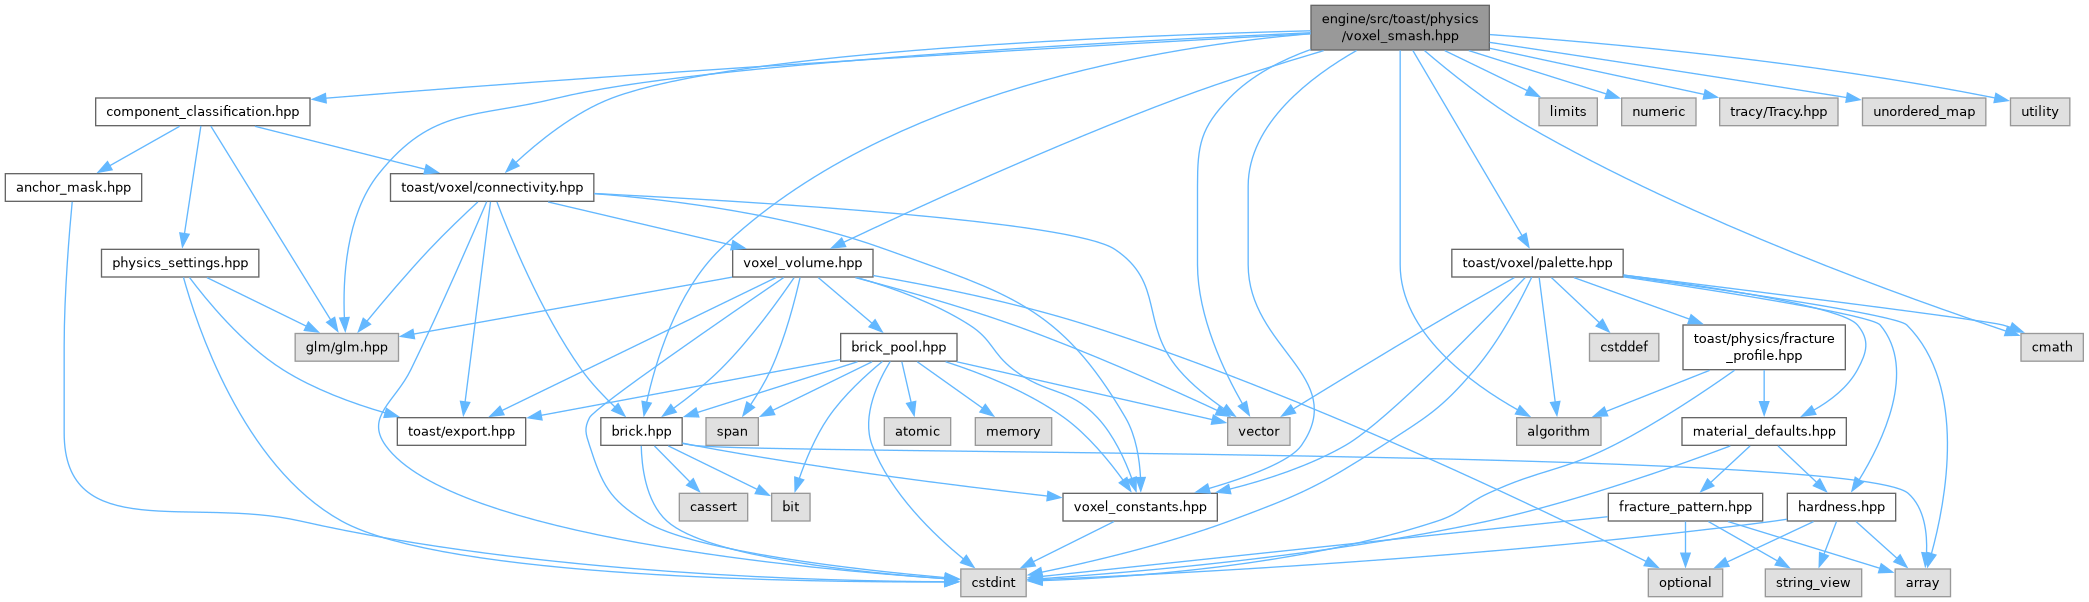 engine/src/toast/physics
/voxel_smash.hpp
component_classification.hpp
limits
numeric
tracy/Tracy.hpp
unordered_map
utility
anchor_mask.hpp
toast/voxel/connectivity.hpp
physics_settings.hpp
voxel_volume.hpp
toast/voxel/palette.hpp
glm/glm.hpp
brick_pool.hpp
cstddef
toast/physics/fracture
_profile.hpp
cmath
toast/export.hpp
brick.hpp
span
atomic
memory
vector
algorithm
material_defaults.hpp
cassert
bit
voxel_constants.hpp
fracture_pattern.hpp
hardness.hpp
cstdint
optional
string_view
array